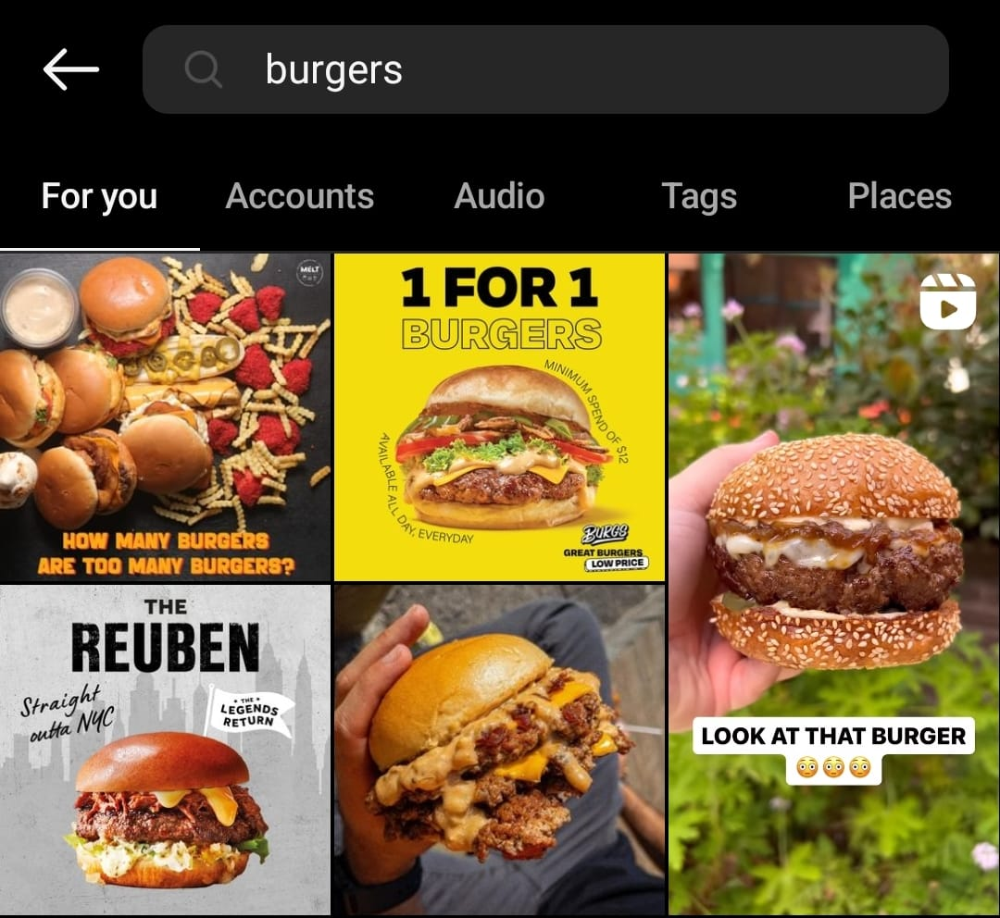 burgers
For you
Accounts
Audio
Tags
Places
MELT
HOW MANY BURGERS
ARE TOO MANY BURGERS?
1 FOR 1
BURGERS
MINIMUM SPEND OF $12
AVAILABLE ALL DAY, EVERYDAY
BURGS
GREAT BURGERS
LOW PRICE
LOOK AT THAT BURGER
😳😳😳
THE
REUBEN
Straight
outta NYC
• THE •
LEGENDS
RETURN